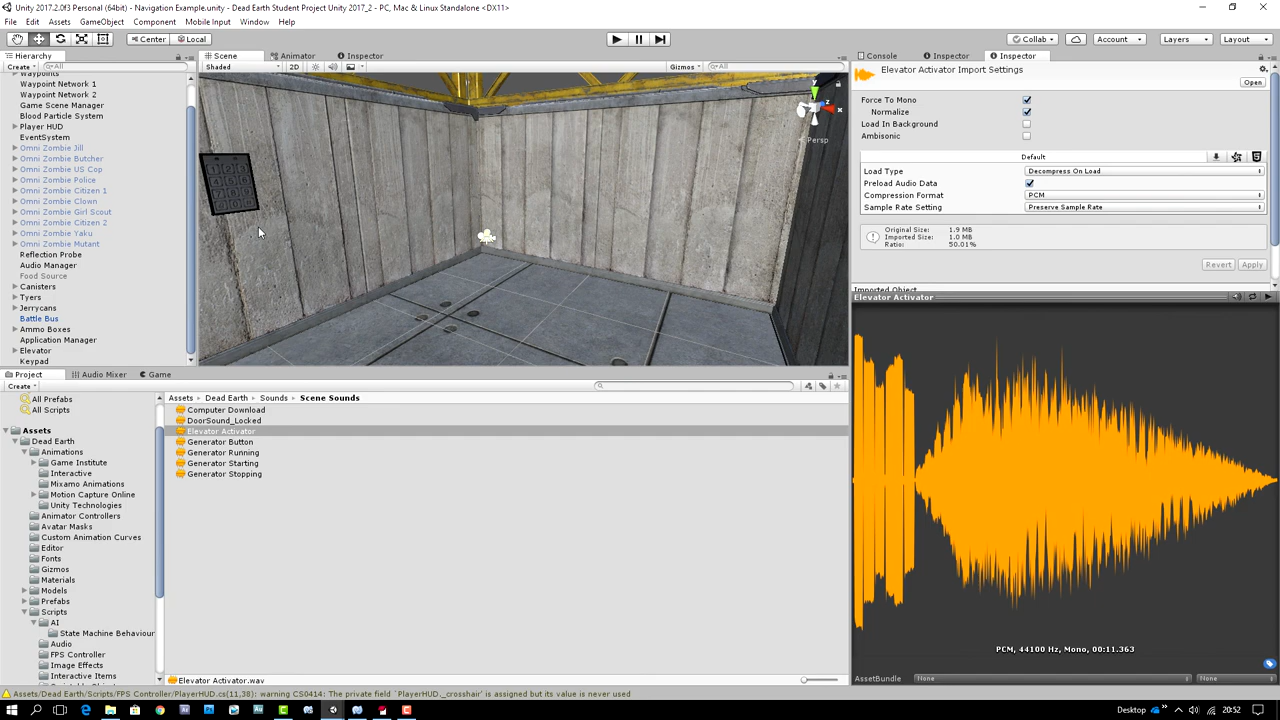 Unity 2017.2.0f3 Personal (64bit) - Navigation Example.unity - Dead Earth Student Project Unity 2017_2 - PC, Mac & Linux Standalone <DX11>
File Edit Assets GameObject Component Mobile Input Window Help
Center Local Collab Account Layers Layout
Hierarchy Scene Animator Inspector Console Inspector Inspector
Create All Shaded 2D Gizmos All
Elevator Activator Import Settings
Open
Waypoints
Waypoint Network 1
Waypoint Network 2
Game Scene Manager
Blood Particle System
Player HUD
EventSystem
Omni Zombie Jill
Omni Zombie Butcher
Omni Zombie US Cop
Omni Zombie Police
Omni Zombie Citizen 1
Omni Zombie Clown
Omni Zombie Girl Scout
Omni Zombie Citizen 2
Omni Zombie Yaku
Omni Zombie Mutant
Reflection Probe
Audio Manager
Food Source
Canisters
Tyers
Jerrycans
Battle Bus
Ammo Boxes
Application Manager
Elevator
Keypad
y
z
Persp
Force To Mono
Normalize
Load In Background
Ambisonic
Default
Load Type Decompress On Load
Preload Audio Data
Compression Format PCM
Sample Rate Setting Preserve Sample Rate
Original Size: 1.9 MB
Imported Size: 1.0 MB
Ratio: 50.01%
Revert Apply
Imported Object
Elevator Activator
PCM, 44100 Hz, Mono, 00:11.363
AssetBundle None None
Project Audio Mixer Game
Create
All Prefabs
All Scripts
Assets
Dead Earth
Animations
Game Institute
Interactive
Mixamo Animations
Motion Capture Online
Unity Technologies
Animator Controllers
Avatar Masks
Custom Animation Curves
Editor
Fonts
Gizmos
Materials
Models
Prefabs
Scripts
AI
State Machine Behaviour
Audio
FPS Controller
Image Effects
Interactive Items
Assets Dead Earth Sounds Scene Sounds
Computer Download
DoorSound_Locked
Elevator Activator
Generator Button
Generator Running
Generator Starting
Generator Stopping
Elevator Activator.wav
Assets/Dead Earth/Scripts/FPS Controller/PlayerHUD.cs(11,38): warning CS0414: The private field `PlayerHUD._crosshair' is assigned but its value is never used
Desktop 20:52